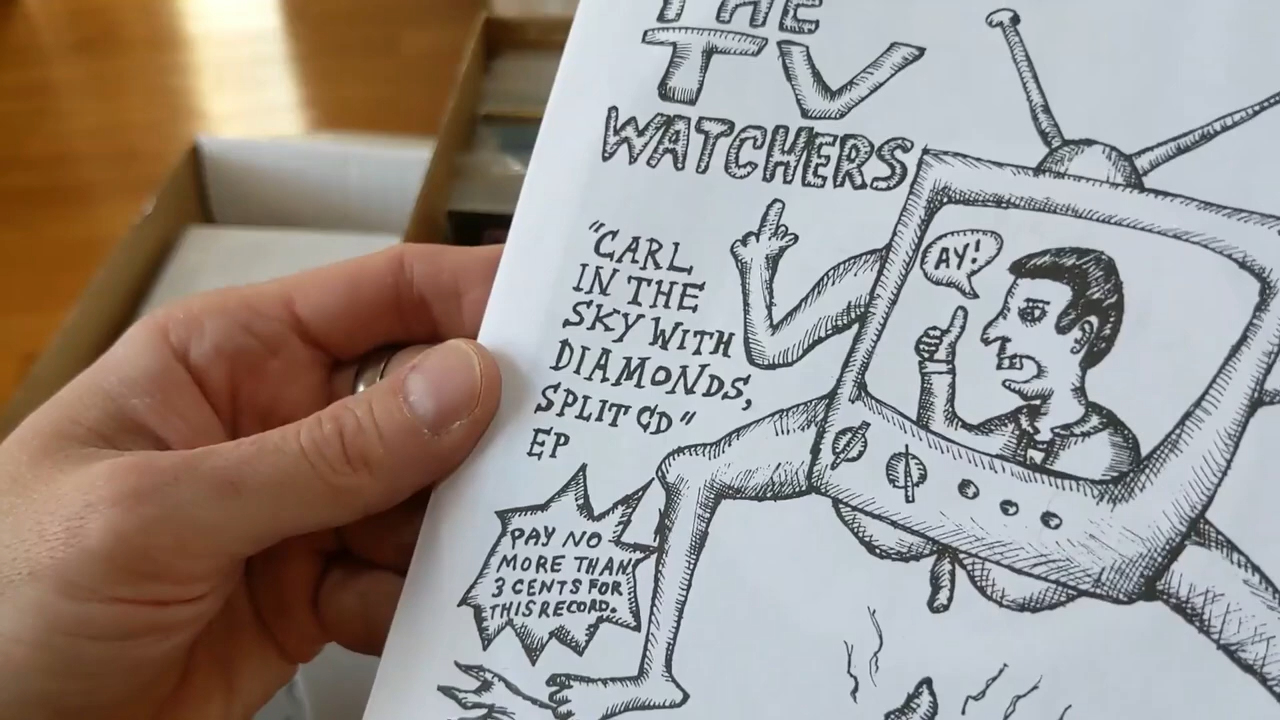 THE
TV
WATCHERS
"CARL
IN THE
SKY WITH
DIAMONDS,
SPLIT CD"
EP
AY!
PAY NO
MORE THAN
3 CENTS FOR
THIS RECORD.